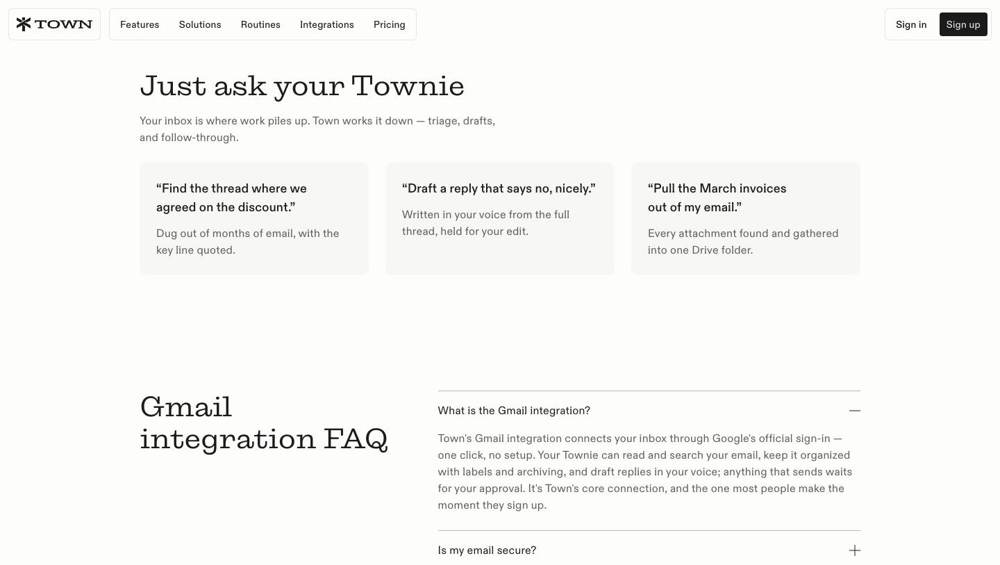 TOWN
Features
Solutions
Routines
Integrations
Pricing
Sign in
Sign up
Just ask your Townie
Your inbox is where work piles up. Town works it down — triage, drafts,
and follow-through.
“Find the thread where we
agreed on the discount.”
Dug out of months of email, with the
key line quoted.
“Draft a reply that says no, nicely.”
Written in your voice from the full
thread, held for your edit.
“Pull the March invoices
out of my email.”
Every attachment found and gathered
into one Drive folder.
Gmail
integration FAQ
What is the Gmail integration?
Town's Gmail integration connects your inbox through Google's official sign-in —
one click, no setup. Your Townie can read and search your email, keep it organized
with labels and archiving, and draft replies in your voice; anything that sends waits
for your approval. It's Town's core connection, and the one most people make the
moment they sign up.
Is my email secure?